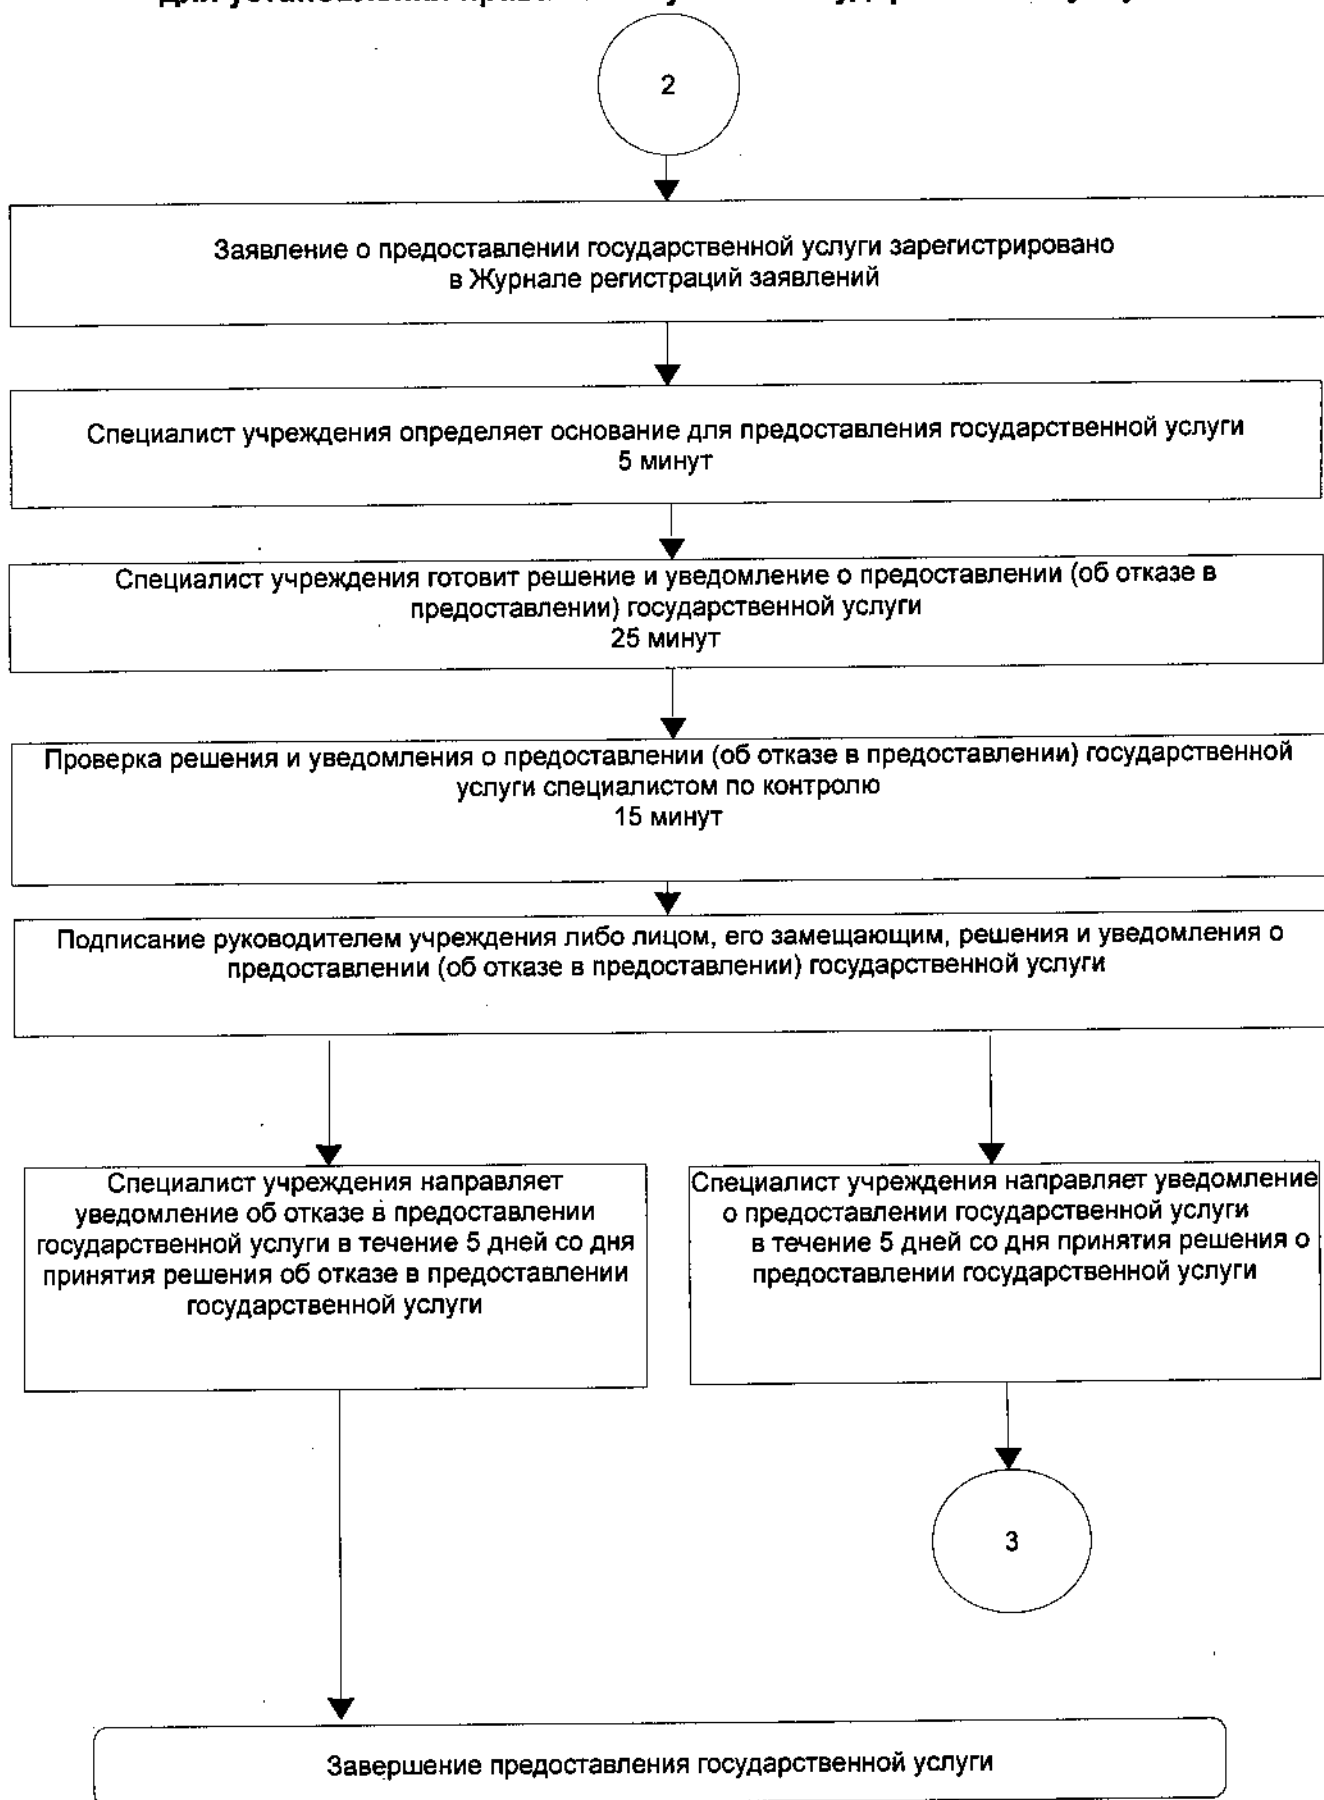 2
Заявление о предоставлении государственной услуги зарегистрировано
в Журнале регистраций заявлений
Специалист учреждения определяет основание для предоставления государственной услуги
5 минут
Специалист учреждения готовит решение и уведомление о предоставлении (об отказе в
предоставлении) государственной услуги
25 минут
Проверка решения и уведомления о предоставлении (об отказе в предоставлении) государственной
услуги специалистом по контролю
15 минут
Подписание руководителем учреждения либо лицом, его замещающим, решения и уведомления о
предоставлении (об отказе в предоставлении) государственной услуги
Специалист учреждения направляет
уведомление об отказе в предоставлении
государственной услуги в течение 5 дней со дня
принятия решения об отказе в предоставлении
государственной услуги
Специалист учреждения направляет уведомление
о предоставлении государственной услуги
в течение 5 дней со дня принятия решения о
предоставлении государственной услуги
3
Завершение предоставления государственной услуги